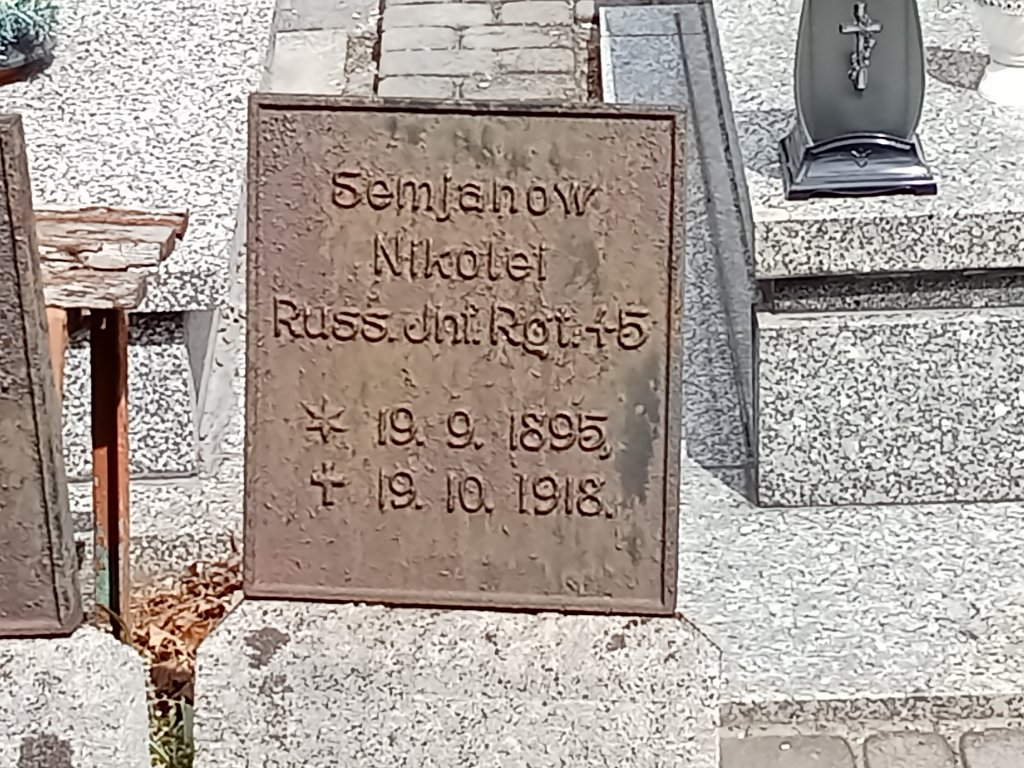 Semjanow
Nikolei
Russ. Jnf. Rgt. 45
* 19. 9. 1895,
† 19. 10. 1918.